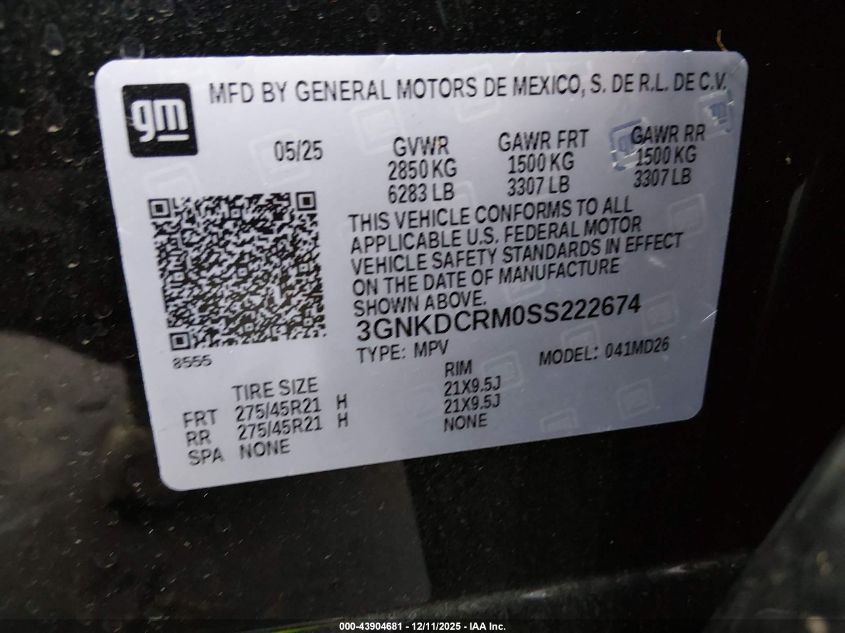 gm
MFD BY GENERAL MOTORS DE MEXICO, S. DE R.L. DE C.V.
05/25 GVWR GAWR FRT GAWR RR
2850 KG 1500 KG 1500 KG
6283 LB 3307 LB 3307 LB
THIS VEHICLE CONFORMS TO ALL
APPLICABLE U.S. FEDERAL MOTOR
VEHICLE SAFETY STANDARDS IN EFFECT
ON THE DATE OF MANUFACTURE
SHOWN ABOVE.
3GNKDCRM0SS222674
8555
TYPE: MPV MODEL: 041MD26
TIRE SIZE RIM
FRT 275/45R21 H 21X9.5J
RR 275/45R21 H 21X9.5J
SPA NONE NONE
000-43904681 - 12/11/2025 - IAA Inc.